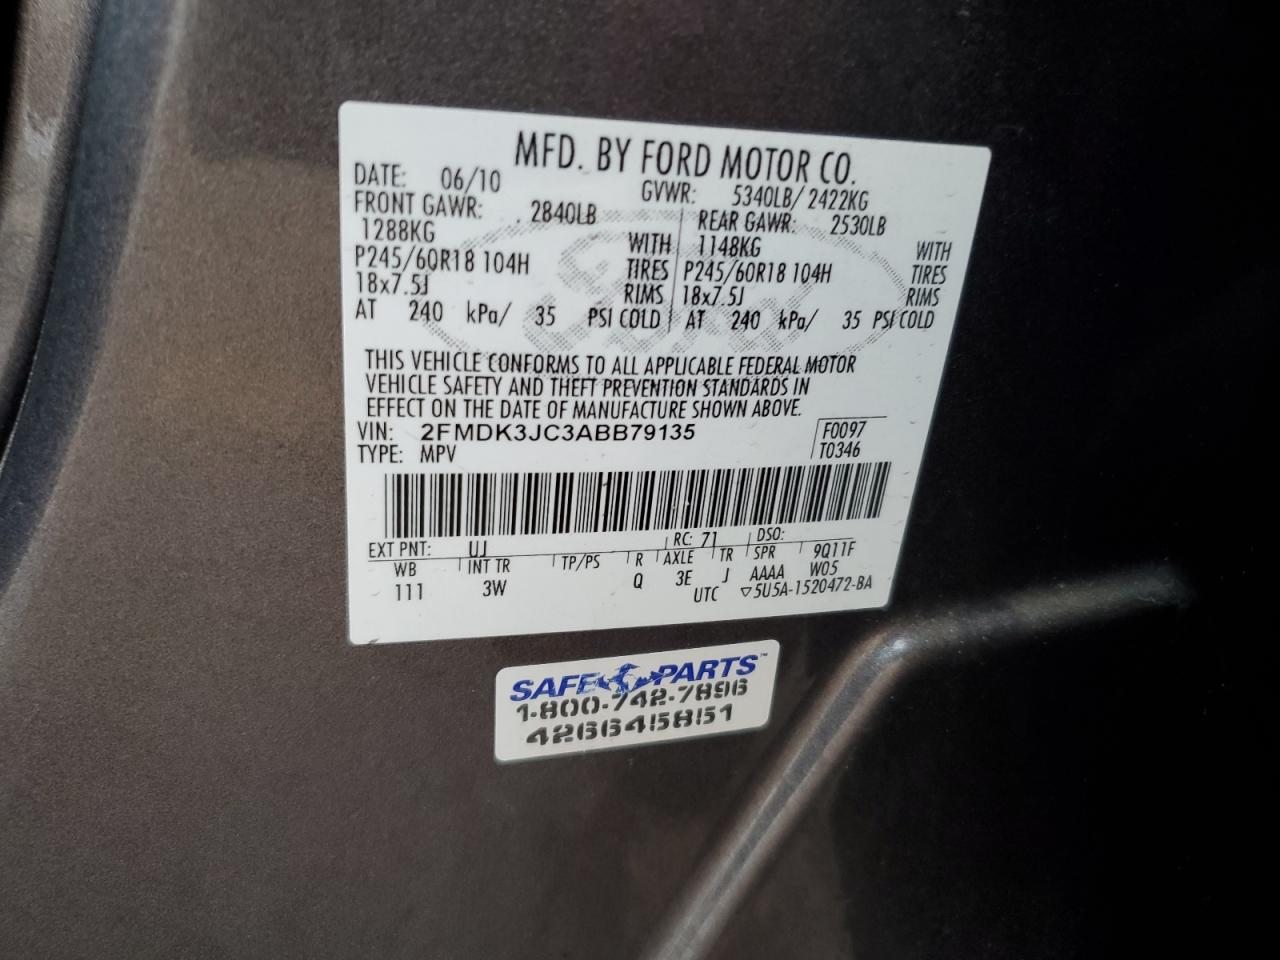 MFD. BY FORD MOTOR CO.
DATE: 06/10 GVWR: 5340LB/ 2422KG
FRONT GAWR: 2840LB REAR GAWR: 2530LB
1288KG WITH 1148KG WITH
P245/60R18 104H TIRES P245/60R18 104H TIRES
18x7.5J RIMS 18x7.5J RIMS
AT 240 kPa/ 35 PSI COLD AT 240 kPa/ 35 PSI COLD
THIS VEHICLE CONFORMS TO ALL APPLICABLE FEDERAL MOTOR
VEHICLE SAFETY AND THEFT PREVENTION STANDARDS IN
EFFECT ON THE DATE OF MANUFACTURE SHOWN ABOVE.
VIN: 2FMDK3JC3ABB79135 F0097
TYPE: MPV T0346
EXT PNT: UJ RC: 71 DSO:
WB INT TR TP/PS R AXLE TR SPR 9Q11F
111 3W Q 3E J AAAA W05
UTC ▽5U5A-1520472-BA
SAFE PARTS™
1-800-742-7896
426645851